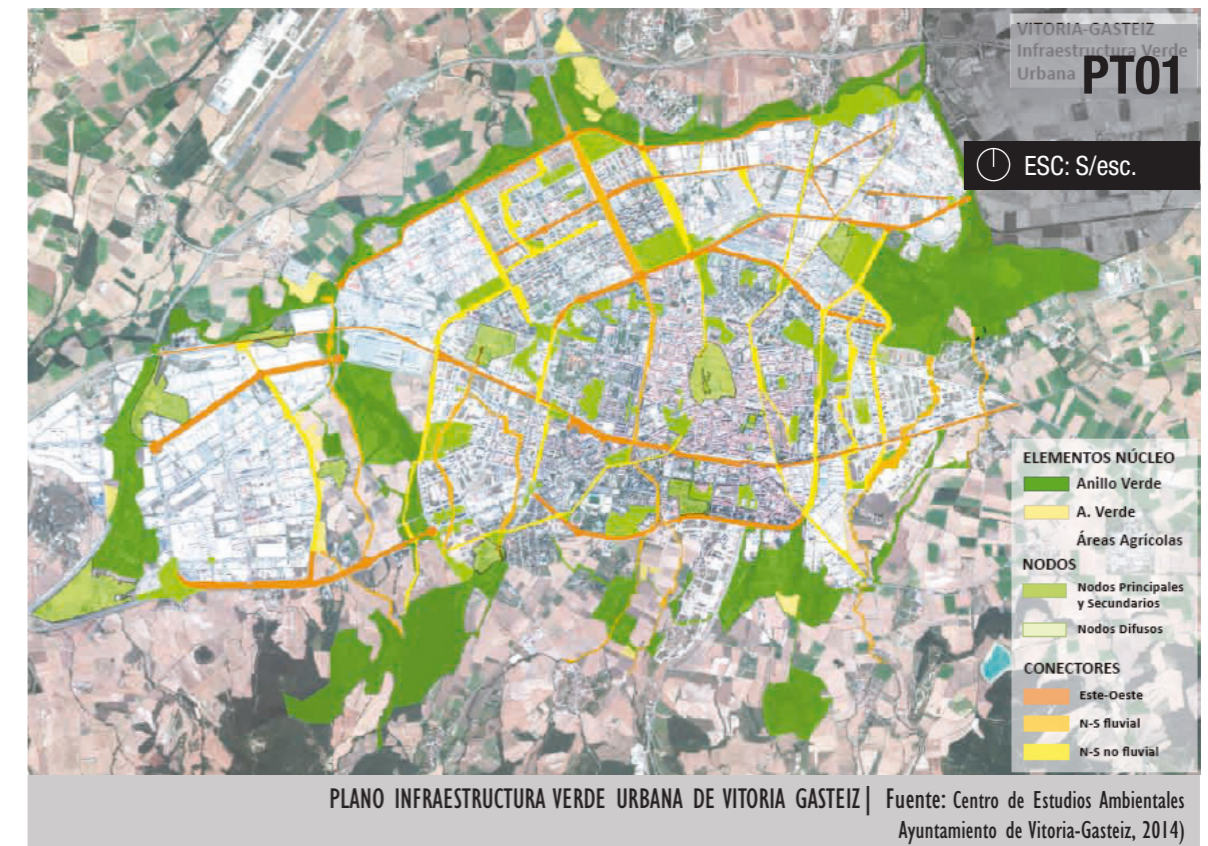 VITORIA-GASTEIZ
Infraestructura Verde
Urbana
PT01
ESC: S/esc.
ELEMENTOS NÚCLEO
Anillo Verde
A. Verde
Áreas Agrícolas
NODOS
Nodos Principales
y Secundarios
Nodos Difusos
CONECTORES
Este-Oeste
N-S fluvial
N-S no fluvial
PLANO INFRAESTRUCTURA VERDE URBANA DE VITORIA GASTEIZ| Fuente: Centro de Estudios Ambientales
Ayuntamiento de Vitoria-Gasteiz, 2014)